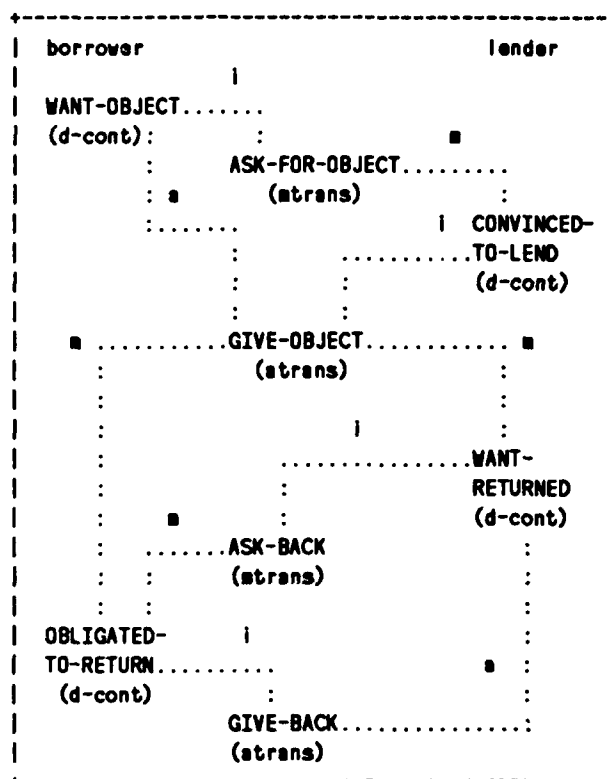 borrower lender
i
WANT-OBJECT.......
(d-cont): : m
: ASK-FOR-OBJECT.........
: a (mtrans) :
:........ i CONVINCED-
: ...........TO-LEND
: : (d-cont)
: :
m ...........GIVE-OBJECT............ m
: (atrans) :
: :
: i :
: ................WANT-
: : RETURNED
: m : (d-cont)
: .......ASK-BACK :
: : (mtrans) :
: : :
OBLIGATED- i :
TO-RETURN.......... a :
(d-cont) : :
GIVE-BACK................:
(atrans)